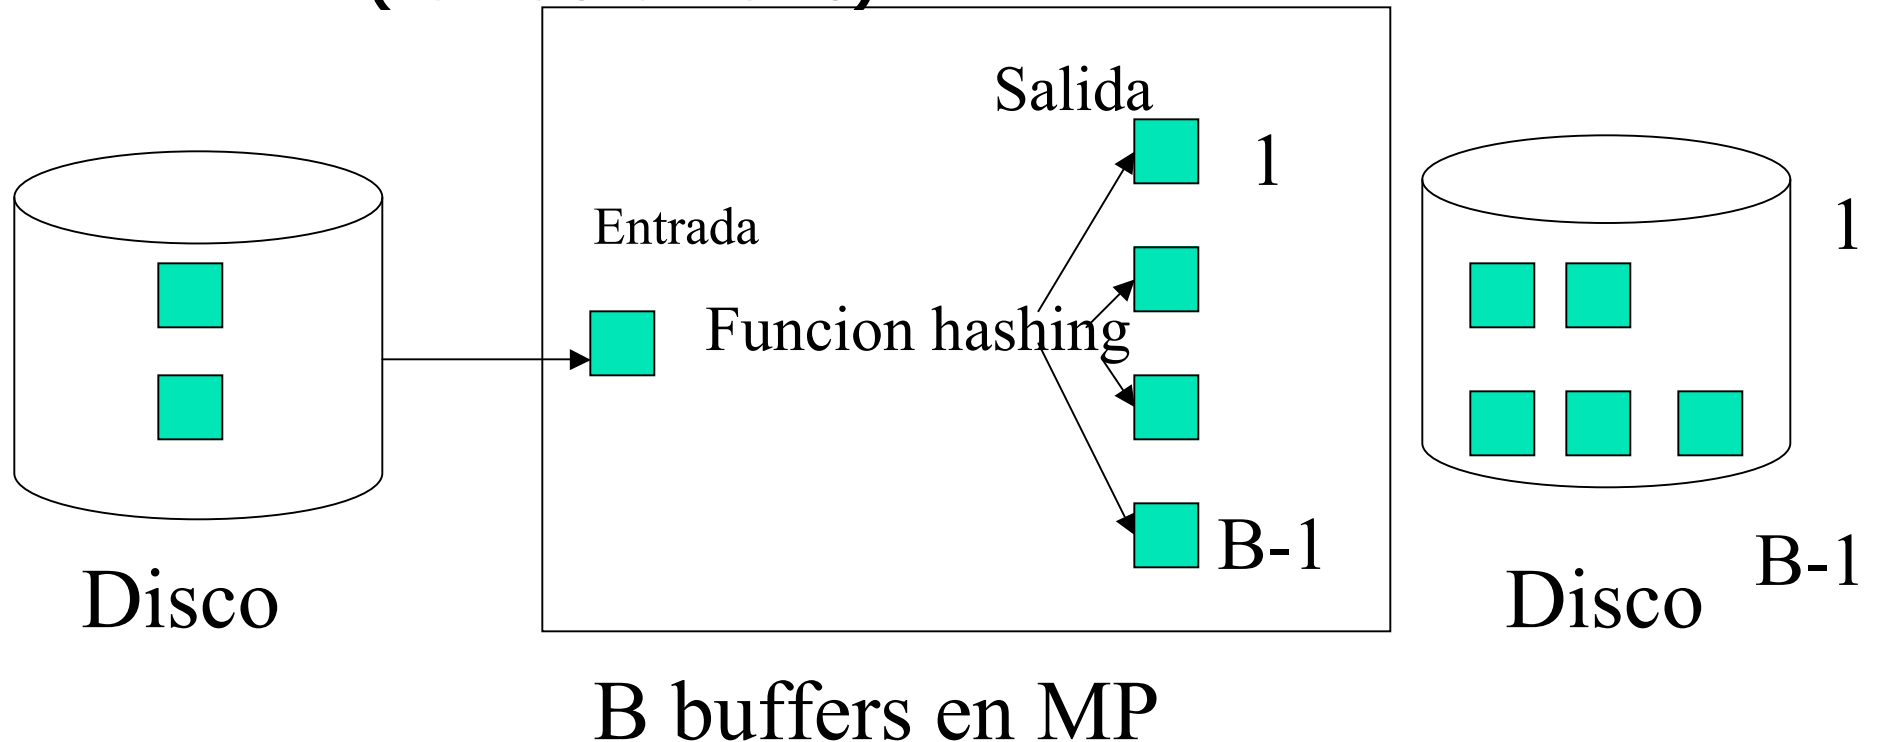 Salida
1
1
Entrada
Funcion hashing
B-1
B-1
Disco
Disco
B buffers en MP